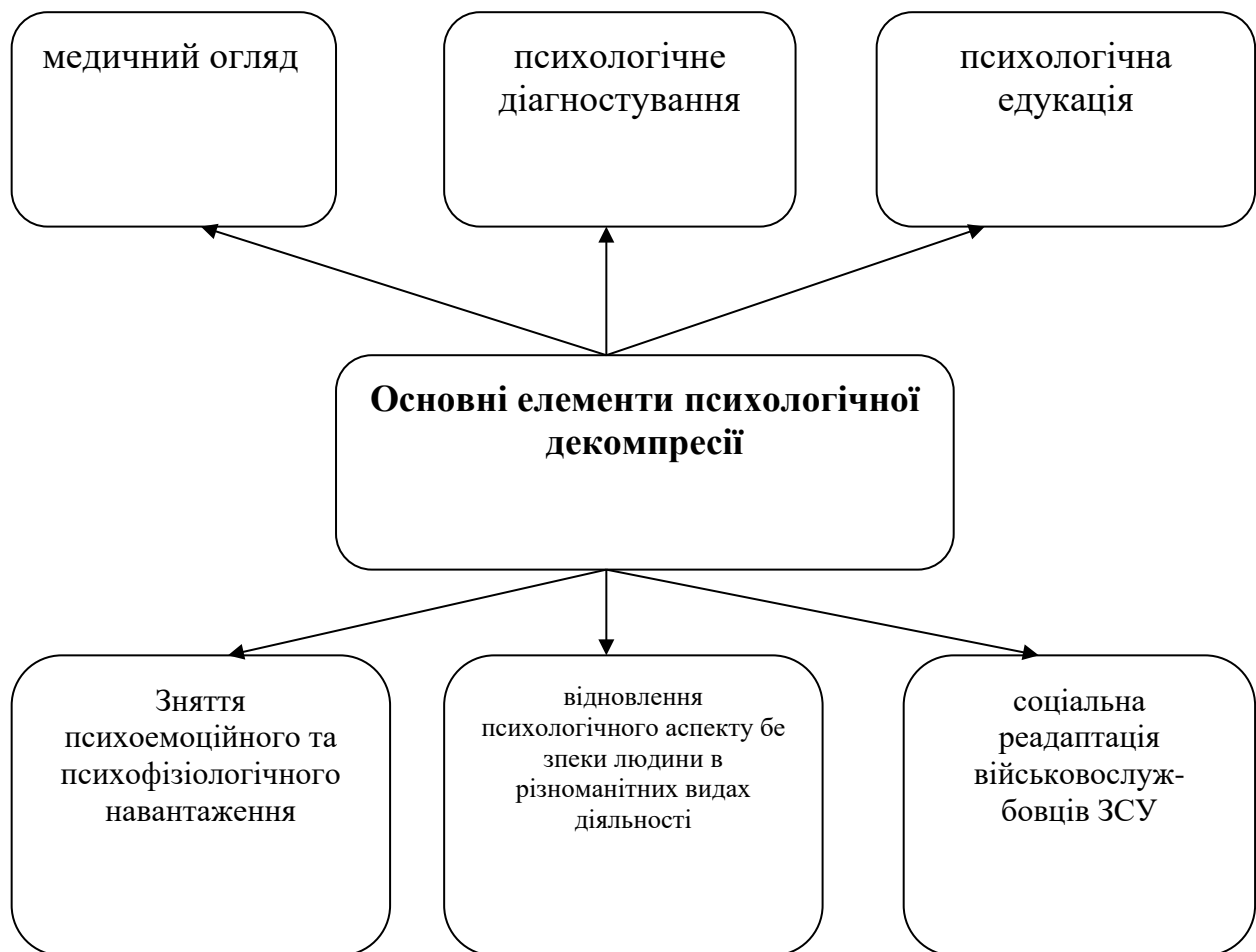 медичний огляд
психологічне
діагностування
психологічна
едукація
Основні елементи психологічної
декомпресії
Зняття
психоемоційного та
психофізіологічного
навантаження
відновлення
психологічного аспекту бе
зпеки людини в
різноманітних видах
діяльності
соціальна
реадаптація
військовослуж-
бовців ЗСУ